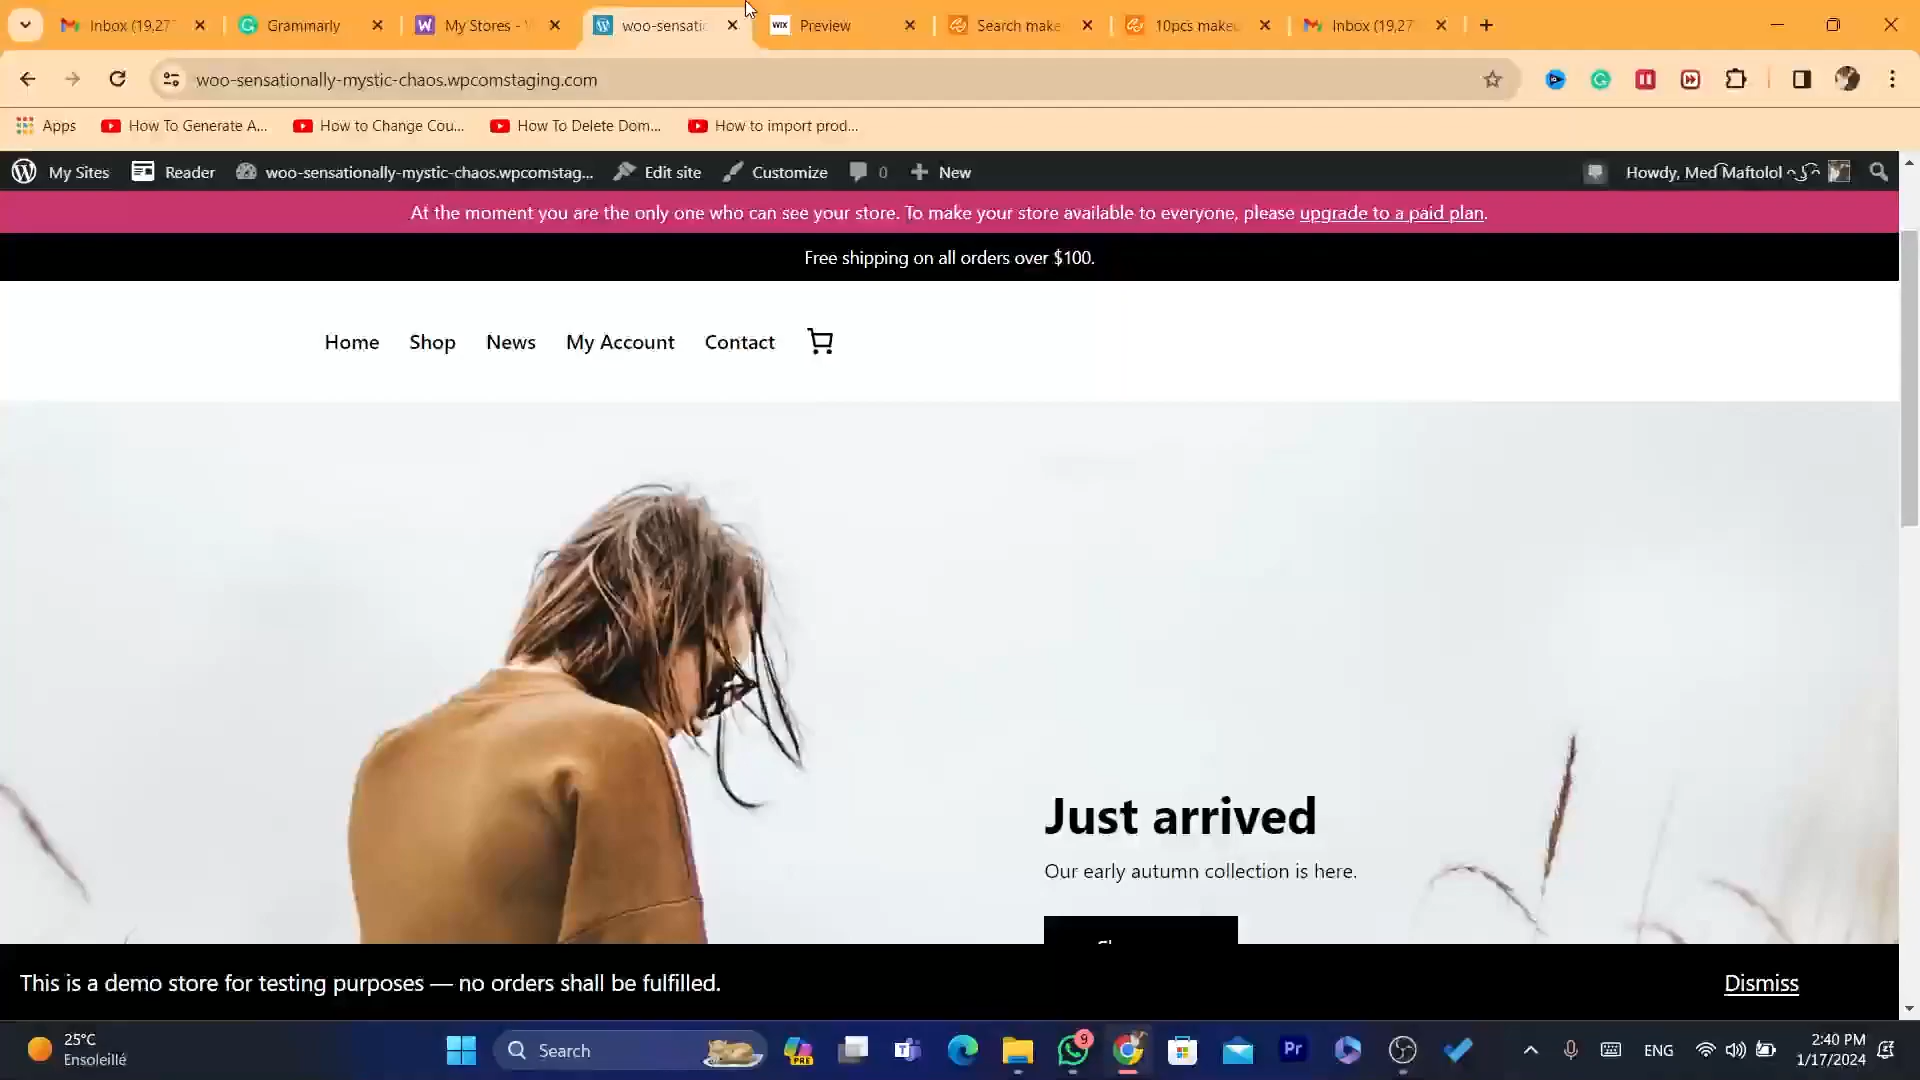 Inbox (19,27
Grammarly
My Stores -
woo-sensatio
WIX
Preview
Search make
10pcs makeu
Inbox (19,27
woo-sensationally-mystic-chaos.wpcomstaging.com
Apps
How To Generate A...
How to Change Cou...
How To Delete Dom...
How to import prod...
My Sites
Reader
woo-sensationally-mystic-chaos.wpcomstag...
Edit site
Customize
0
New
Howdy, Med Maftolol
At the moment you are the only one who can see your store. To make your store available to everyone, please upgrade to a paid plan.
Free shipping on all orders over $100.
Home
Shop
News
My Account
Contact
Just arrived
Our early autumn collection is here.
This is a demo store for testing purposes — no orders shall be fulfilled.
Dismiss
25°C
Ensoleillé
Search
PRE
9
Pr
ENG
2:40 PM
1/17/2024